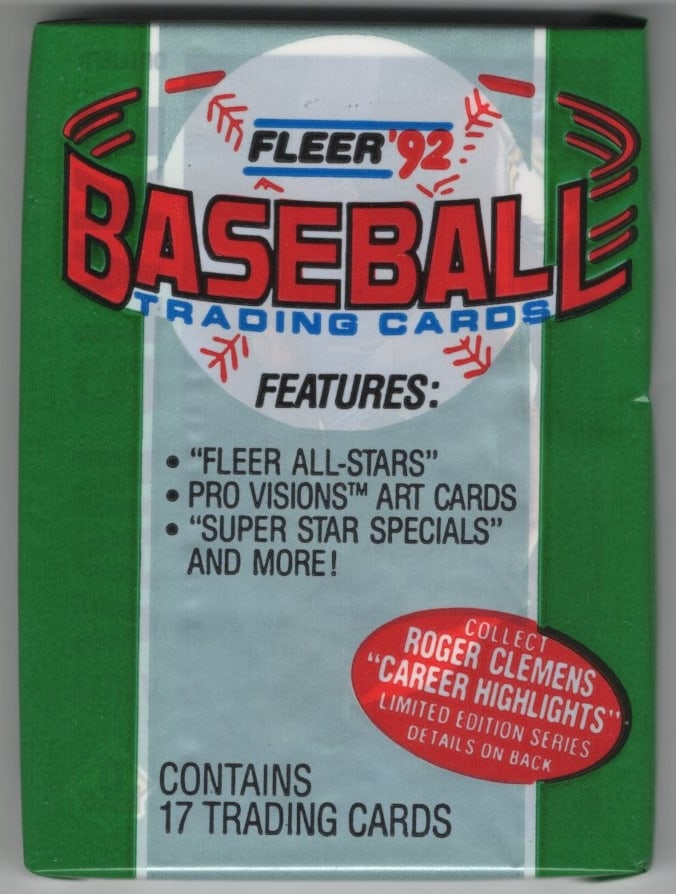 FLEER '92
BASEBALL
TRADING CARDS
FEATURES:
• "FLEER ALL-STARS"
• PRO VISIONS™ ART CARDS
• "SUPER STAR SPECIALS"
AND MORE!
COLLECT
ROGER CLEMENS
"CAREER HIGHLIGHTS"
LIMITED EDITION SERIES
DETAILS ON BACK
CONTAINS
17 TRADING CARDS